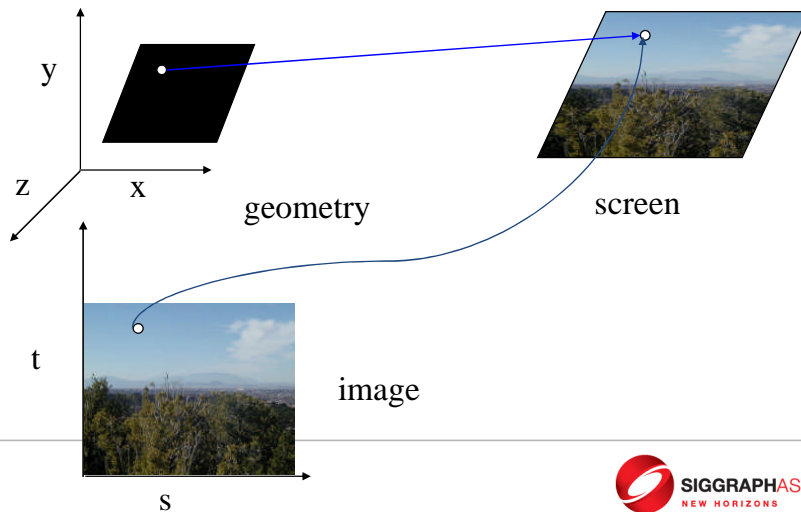 y
z
x
geometry
screen
t
image
s
SIGGRAPHAS
NEW HORIZONS